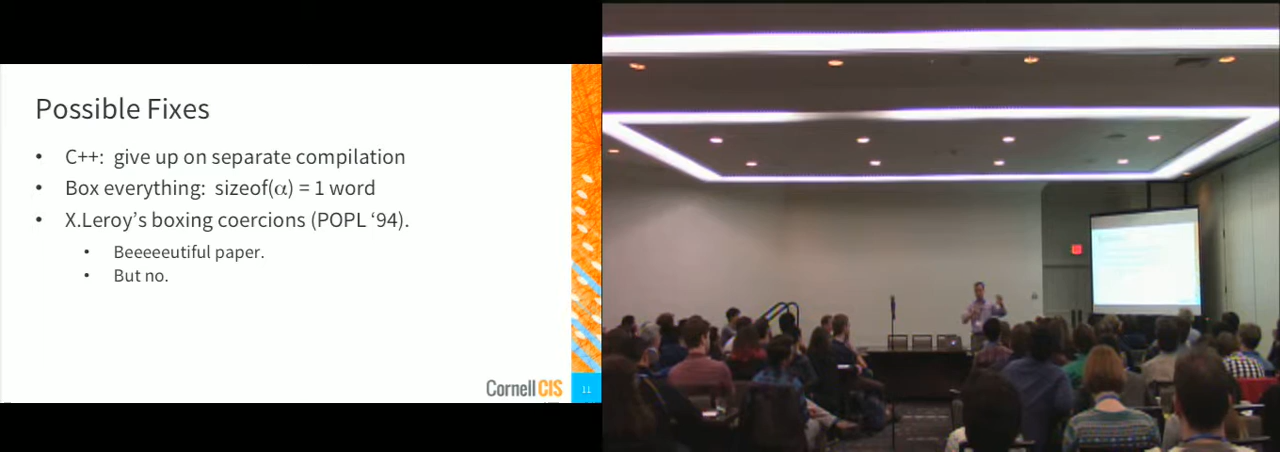 Possible Fixes
• C++: give up on separate compilation
• Box everything: sizeof(α) = 1 word
• X.Leroy's boxing coercions (POPL ‘94).
• Beeeeeutiful paper.
• But no.
Cornell CIS
11